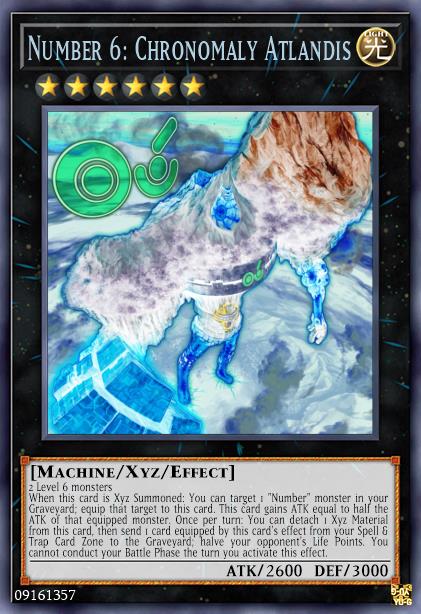 NUMBER 6: CHRONOMALY ATLANDIS
LIGHT
光
06
06
[MACHINE/XYZ/EFFECT]
2 Level 6 monsters
When this card is Xyz Summoned: You can target 1 "Number" monster in your
Graveyard; equip that target to this card. This card gains ATK equal to half the
ATK of that equipped monster. Once per turn: You can detach 1 Xyz Material
from this card, then send 1 card equipped by this card's effect from your Spell &
Trap Card Zone to the Graveyard; halve your opponent's Life Points. You
cannot conduct your Battle Phase the turn you activate this effect.
ATK/2600 DEF/3000
09161357